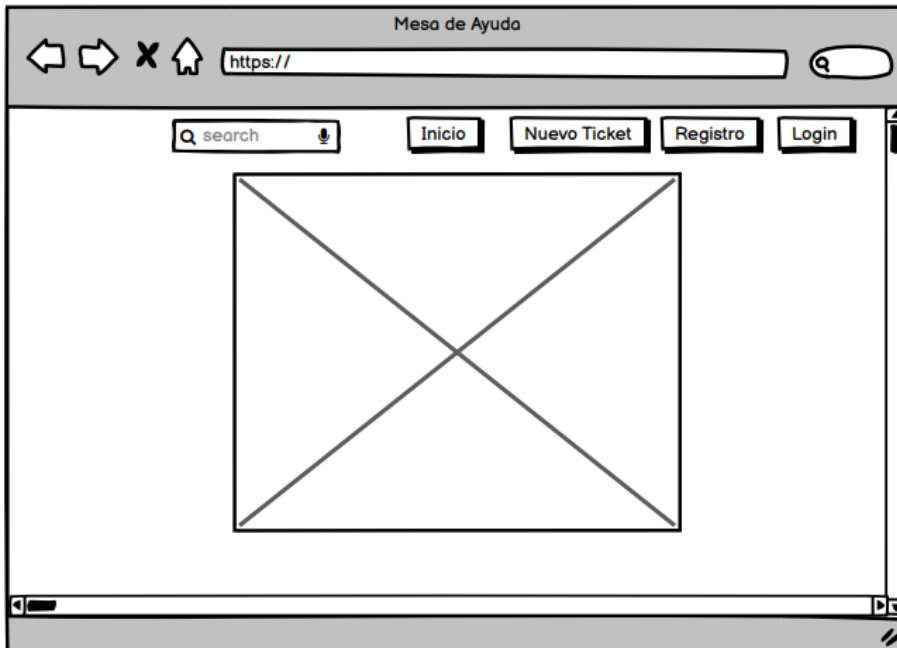 Mesa de Ayuda
https://
search
Inicio
Nuevo Ticket
Registro
Login